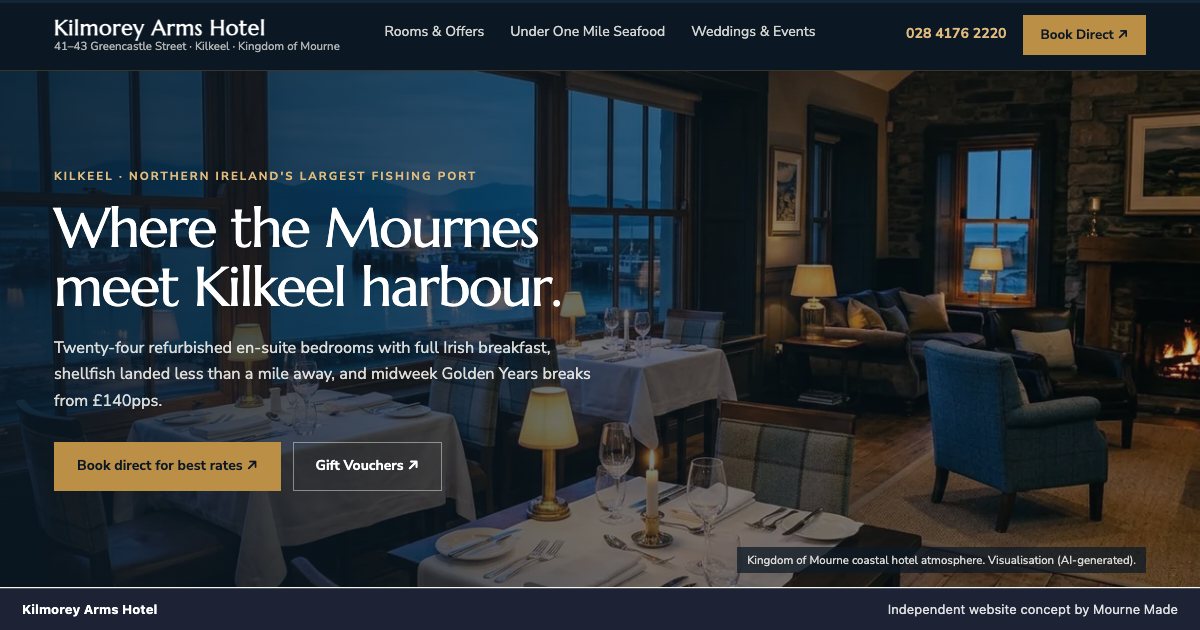 Kilmorey Arms Hotel
41–43 Greencastle Street · Kilkeel · Kingdom of Mourne
Rooms & Offers
Under One Mile Seafood
Weddings & Events
028 4176 2220
Book Direct ↗
KILKEEL · NORTHERN IRELAND'S LARGEST FISHING PORT
Where the Mournes
meet Kilkeel harbour.
Twenty-four refurbished en-suite bedrooms with full Irish breakfast,
shellfish landed less than a mile away, and midweek Golden Years breaks
from £140pps.
Book direct for best rates ↗
Gift Vouchers ↗
Kingdom of Mourne coastal hotel atmosphere. Visualisation (AI-generated).
Kilmorey Arms Hotel
Independent website concept by Mourne Made